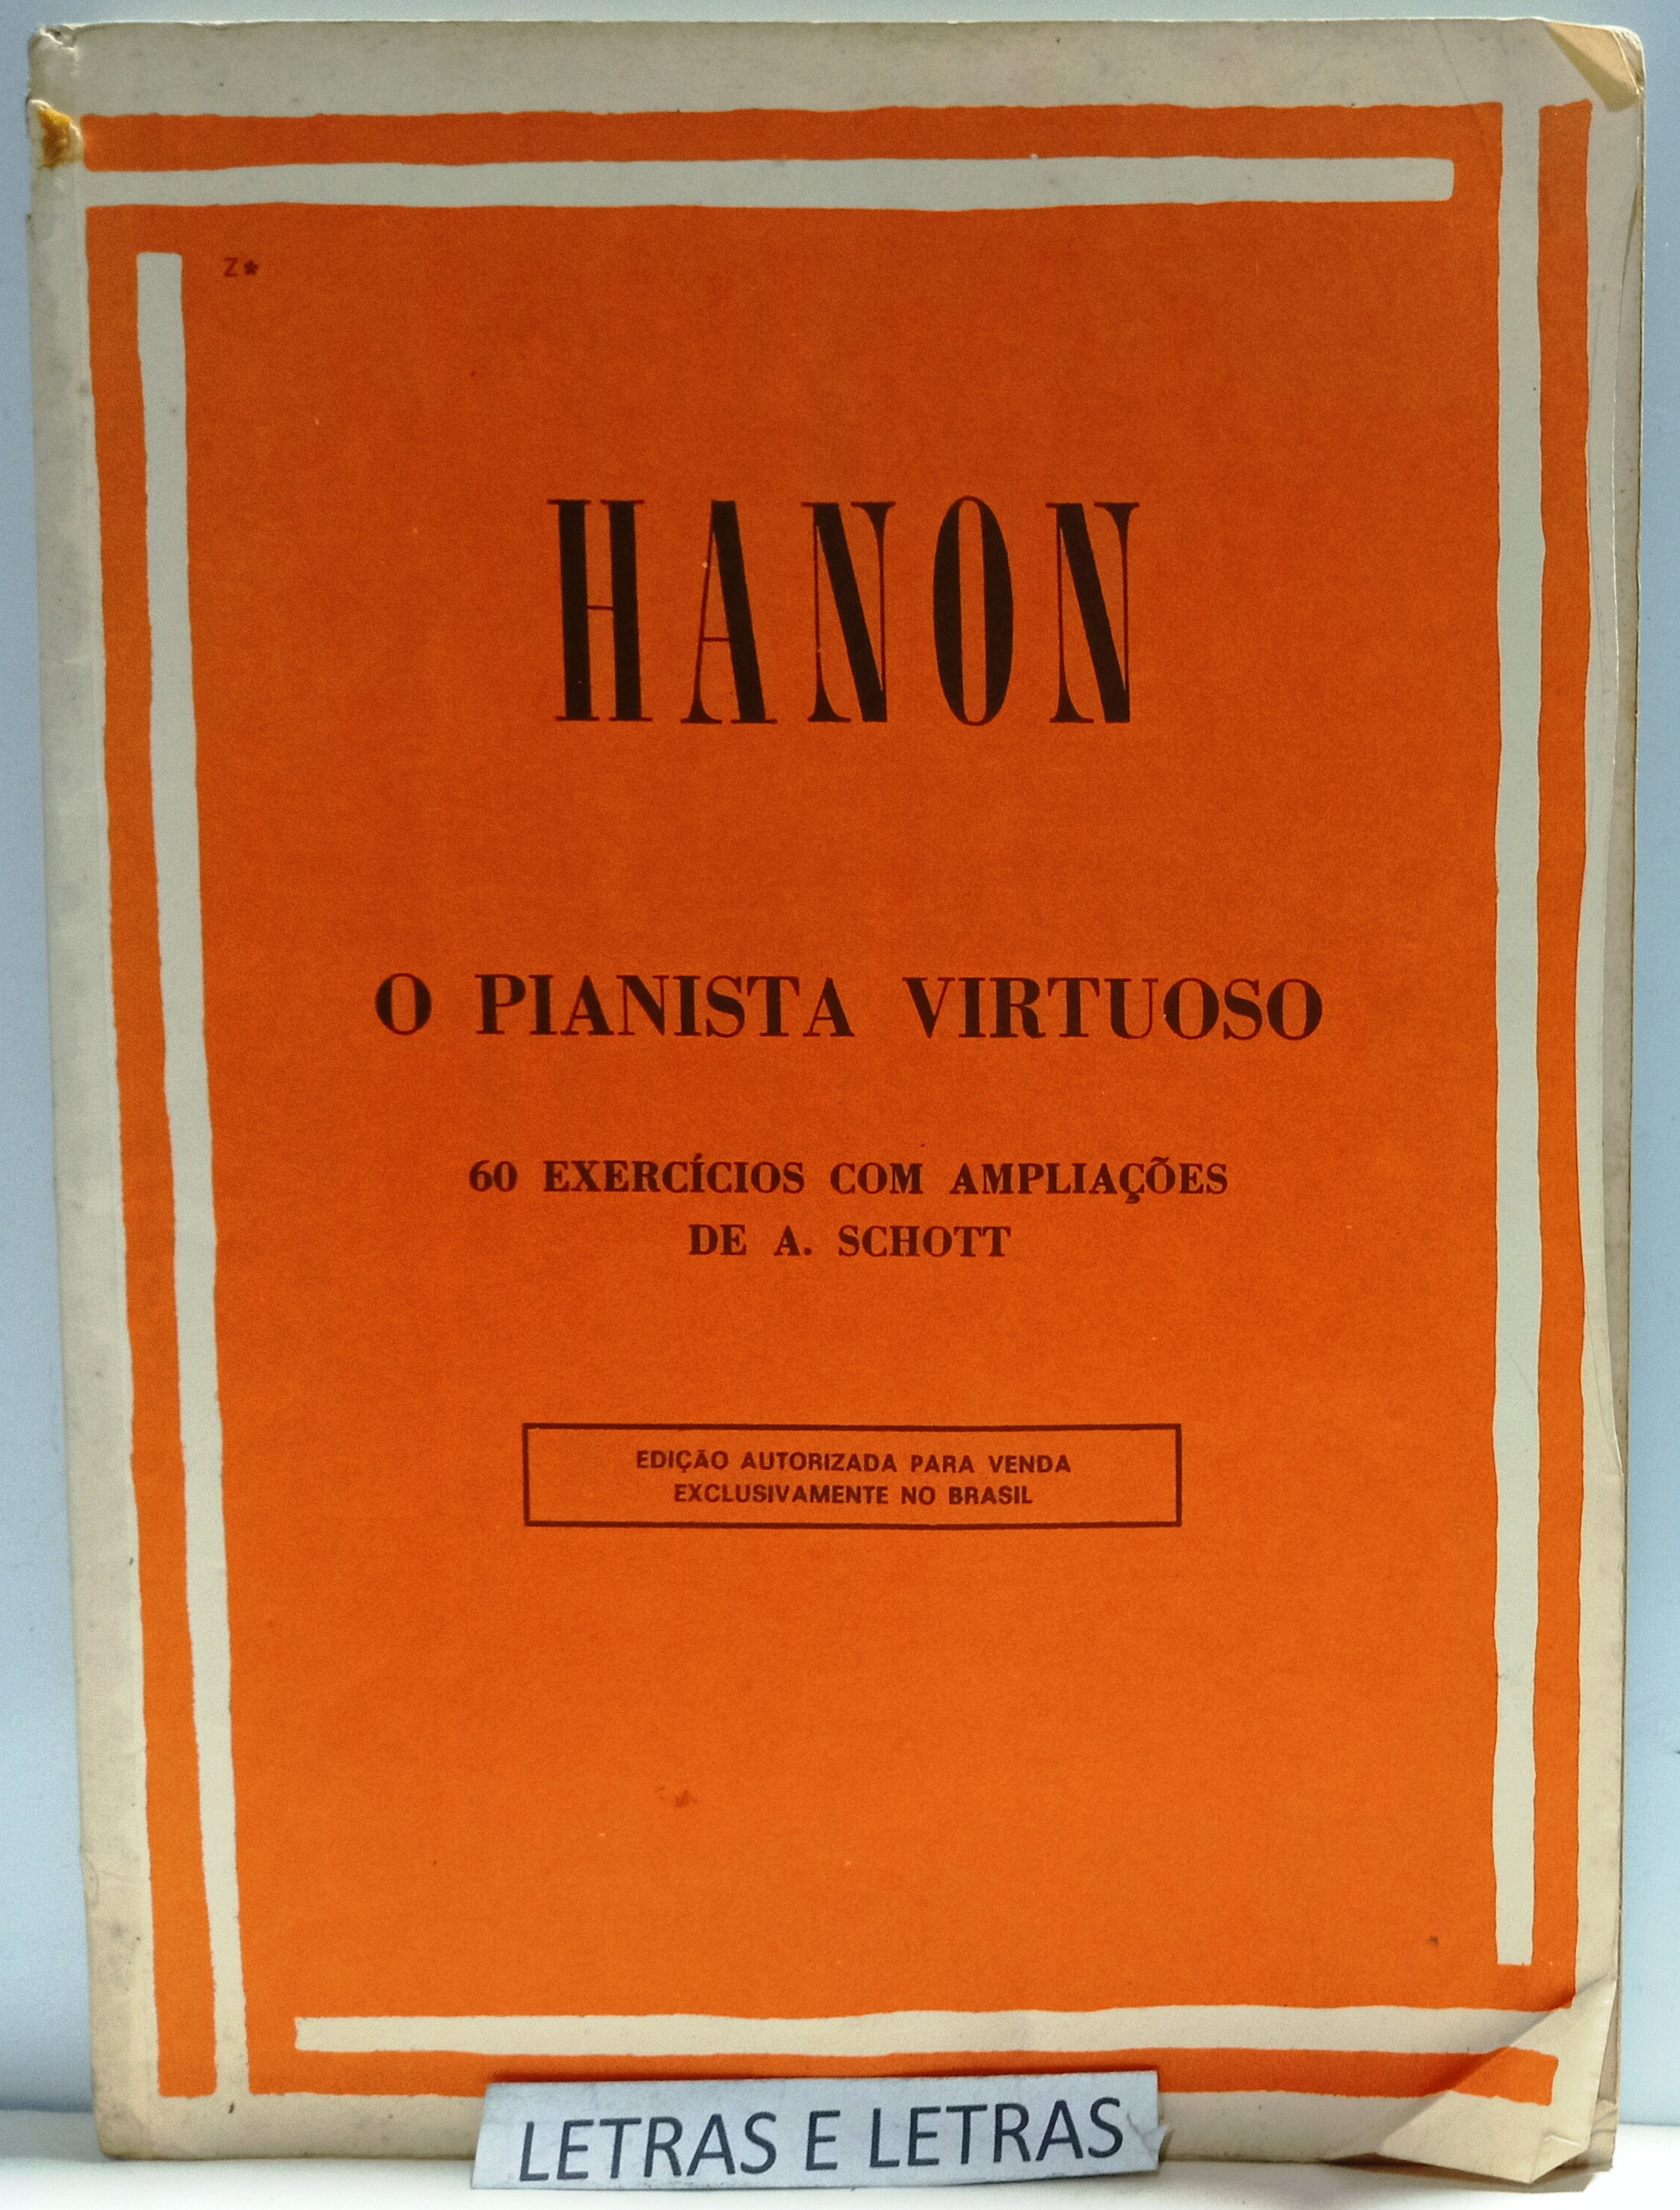 Z*
HANON
O PIANISTA VIRTUOSO
60 EXERCÍCIOS COM AMPLIAÇÕES
DE A. SCHOTT
EDIÇÃO AUTORIZADA PARA VENDA
EXCLUSIVAMENTE NO BRASIL
LETRAS E LETRAS